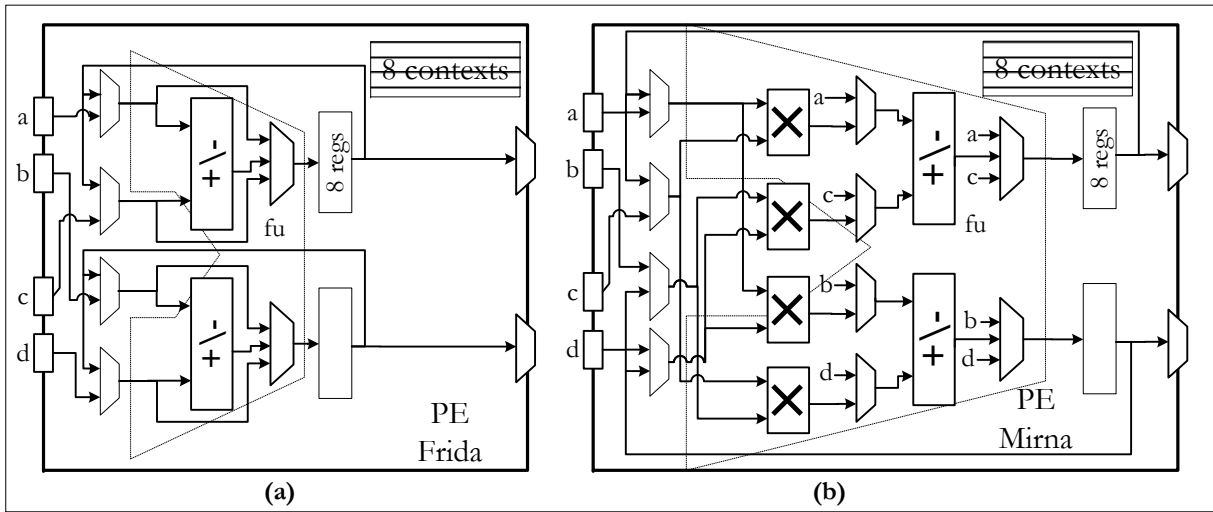 8 contexts
a
b
c
d
+/-
fu
8 regs
+/-
PE
Frida
(a)
8 contexts
a
b
c
d
a
c
b
d
+/-
fu
a
c
8 regs
+/-
b
d
PE
Mirna
(b)